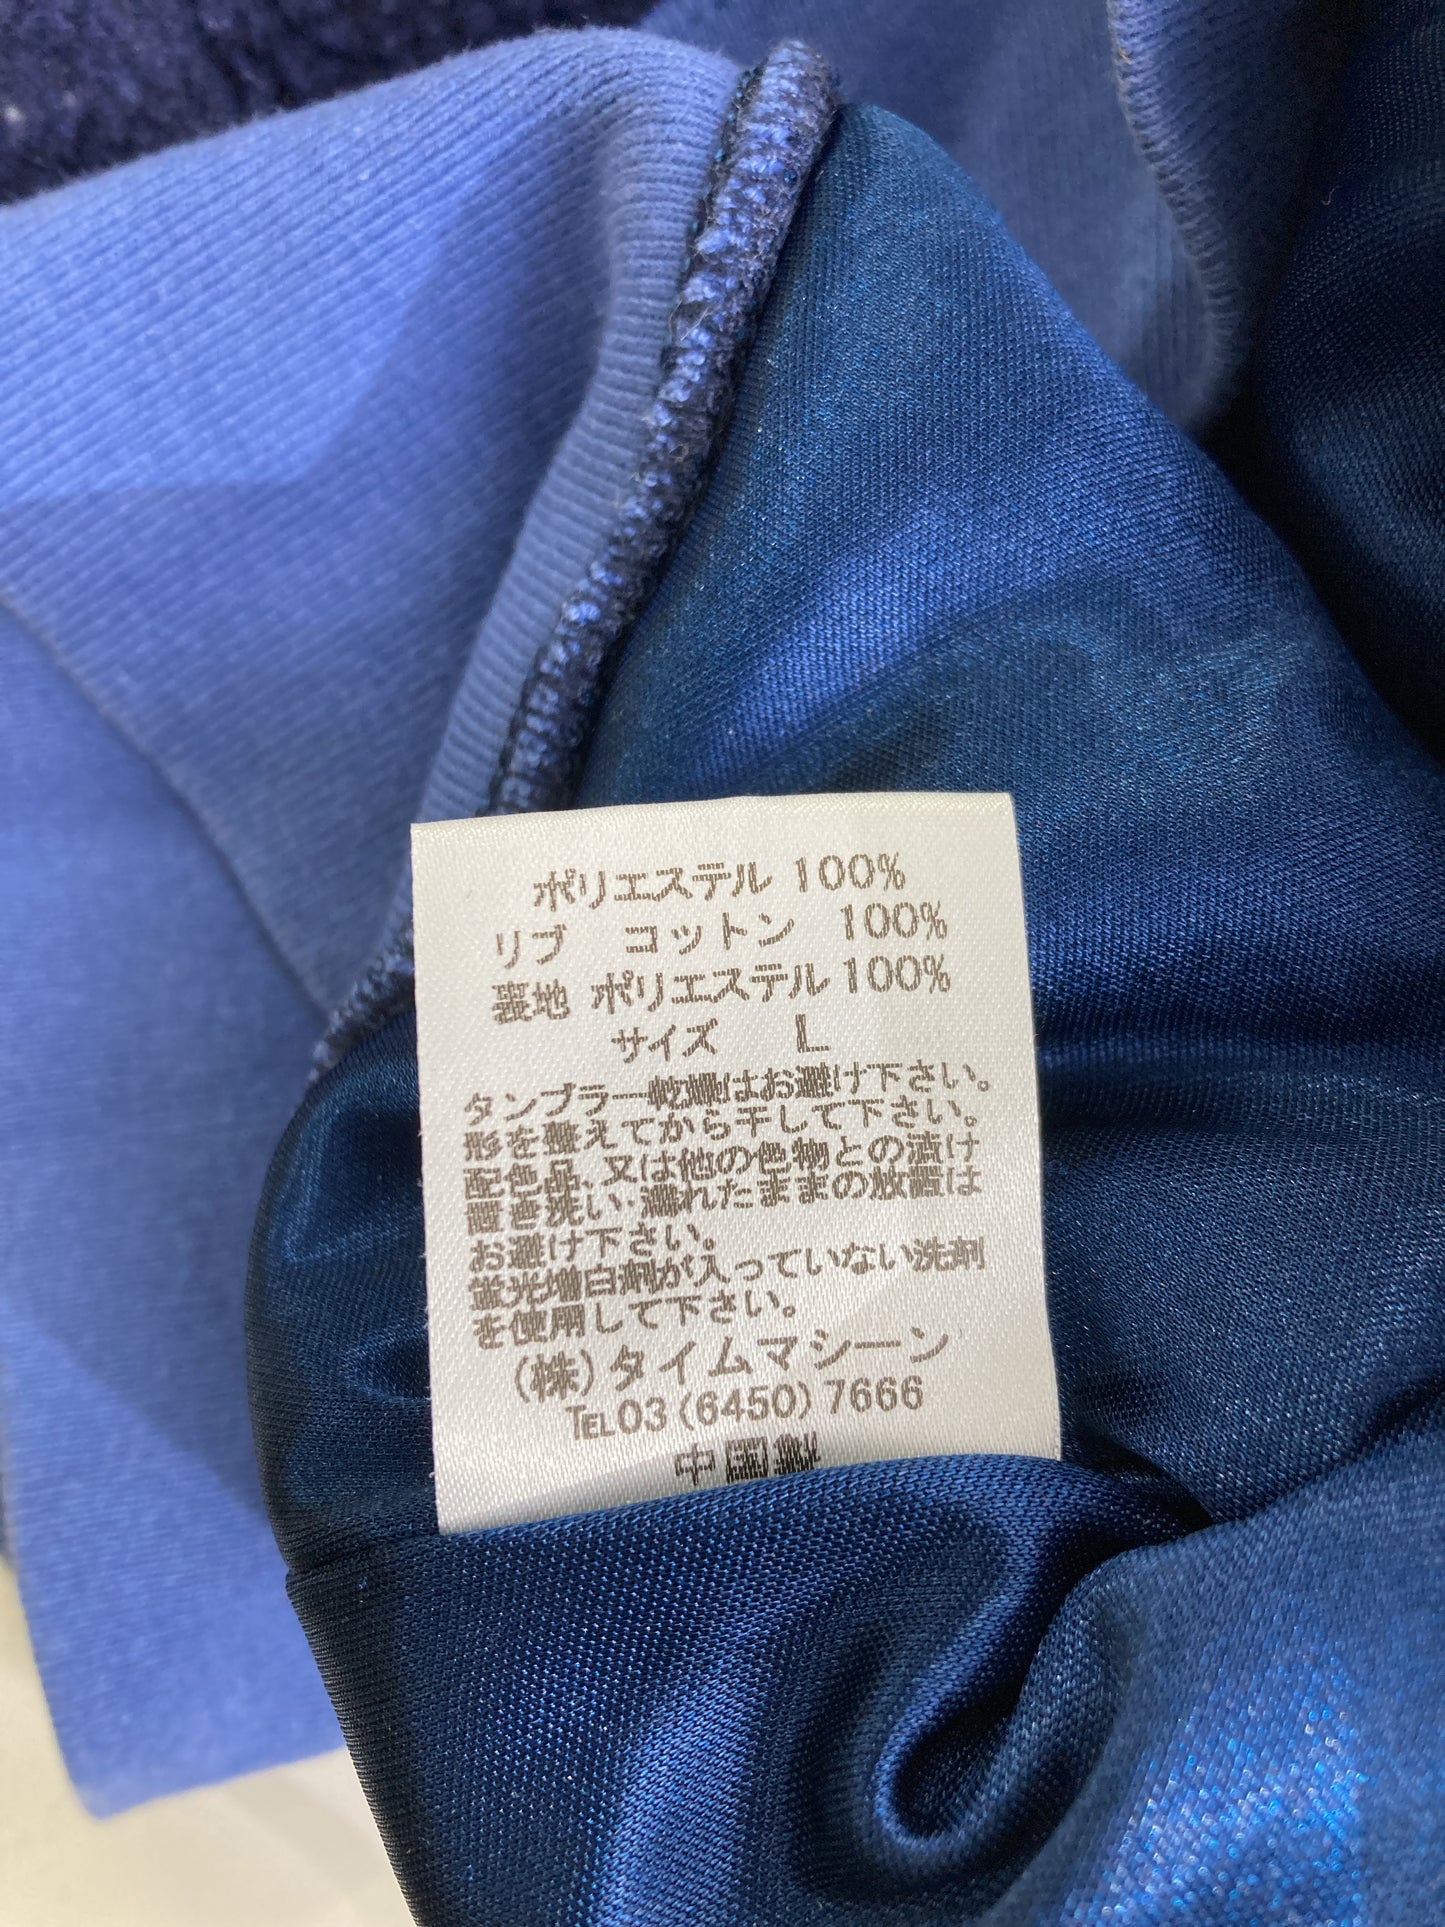 ポリエステル 100%
リブ コットン 100%
裏地 ポリエステル 100%
サイズ L
タンブラー乾燥はお避け下さい。
形を整えてから干して下さい。
配色品、又は他の色物との漬け
置き洗い・濡れたままの放置は
お避け下さい。
蛍光増白剤が入っていない洗剤
を使用して下さい。
(株)タイムマシーン
TEL03(6450)7666
中国製